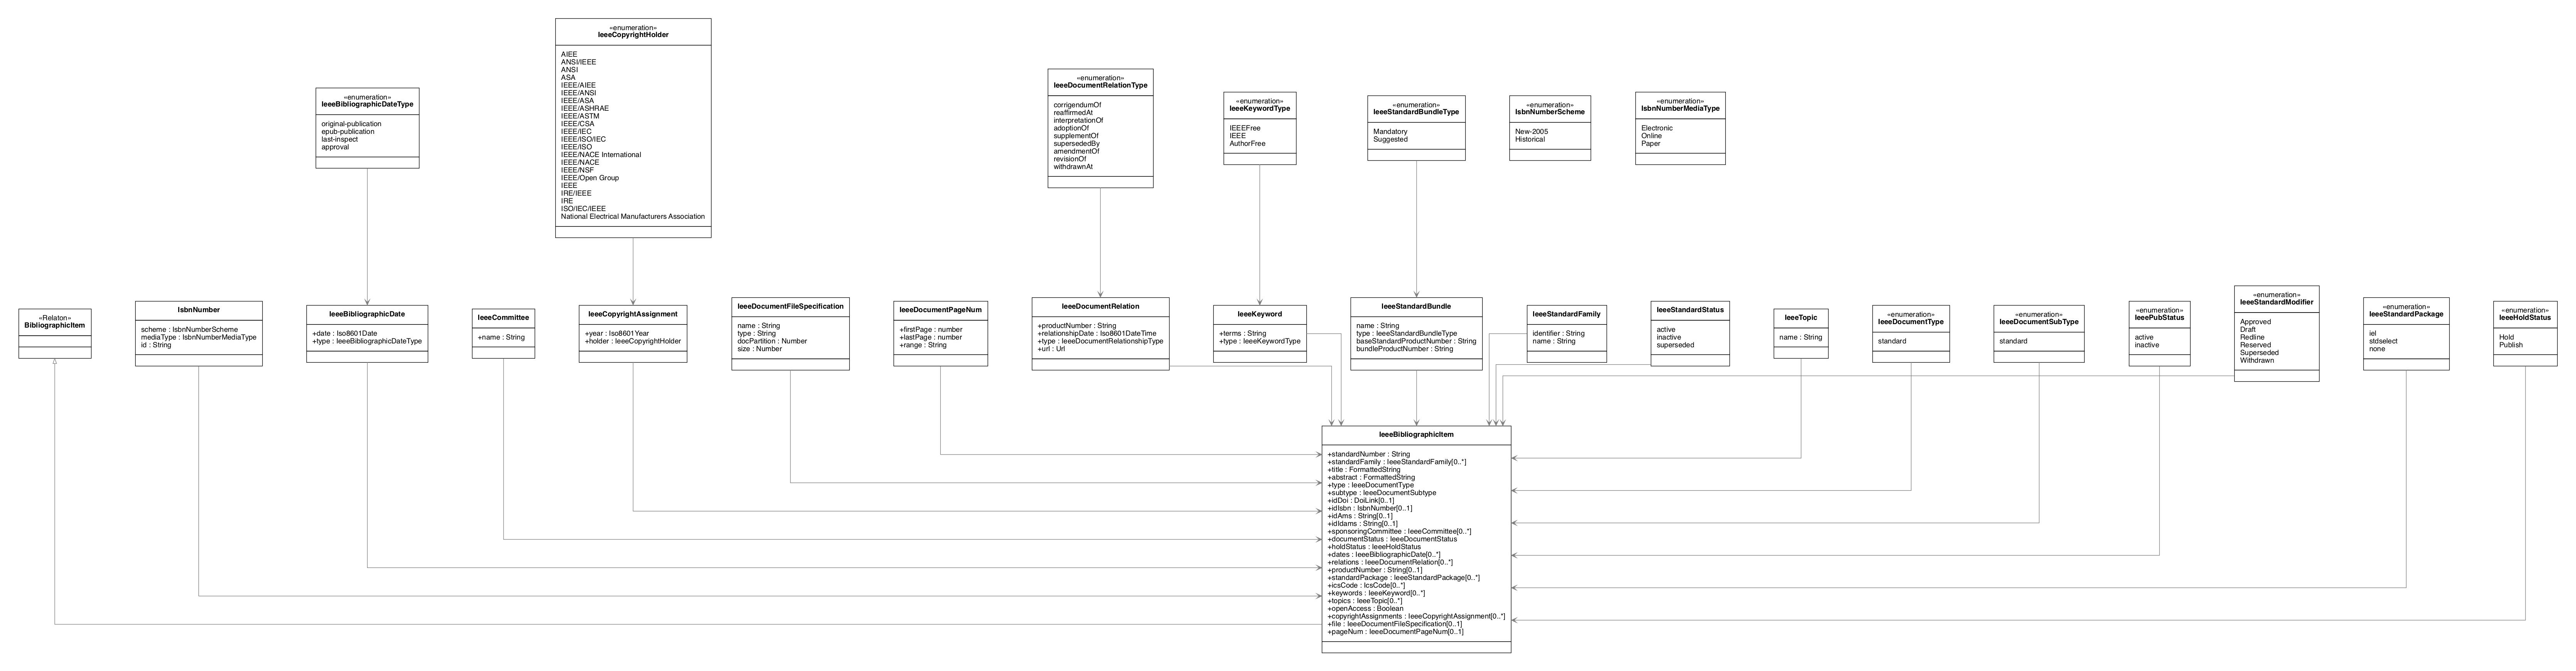 «enumeration»
IeeeCopyrightHolder
AIEE
ANSI/IEEE
ANSI
ASA
IEEE/AIEE
IEEE/ANSI
IEEE/ASA
IEEE/ASHRAE
IEEE/ASTM
IEEE/CSA
IEEE/IEC
IEEE/ISO/IEC
IEEE/ISO
IEEE/NACE International
IEEE/NACE
IEEE/NSF
IEEE/Open Group
IEEE
IRE/IEEE
IRE
ISO/IEC/IEEE
National Electrical Manufacturers Association
«enumeration»
IeeeBibliographicDateType
original-publication
epub-publication
last-inspect
approval
«enumeration»
IeeeDocumentRelationType
corrigendumOf
reaffirmedAt
interpretationOf
adoptionOf
supplementOf
supersededBy
amendmentOf
revisionOf
withdrawnAt
«enumeration»
IeeeKeywordType
IEEEFree
IEEE
AuthorFree
«enumeration»
IeeeStandardBundleType
Mandatory
Suggested
«enumeration»
IsbnNumberScheme
New-2005
Historical
«enumeration»
IsbnNumberMediaType
Electronic
Online
Paper
«Relaton»
BibliographicItem
IsbnNumber
scheme : IsbnNumberScheme
mediaType : IsbnNumberMediaType
id : String
IeeeBibliographicDate
+date : Iso8601Date
+type : IeeeBibliographicDateType
IeeeCommittee
+name : String
IeeeCopyrightAssignment
+year : Iso8601Year
+holder : IeeeCopyrightHolder
IeeeDocumentFileSpecification
name : String
type : String
docPartition : Number
size : Number
IeeeDocumentPageNum
+firstPage : number
+lastPage : number
+range : String
IeeeDocumentRelation
+productNumber : String
+relationshipDate : Iso8601DateTime
+type : IeeeDocumentRelationshipType
+url : Url
IeeeKeyword
+terms : String
+type : IeeeKeywordType
IeeeStandardBundle
name : String
type : IeeeStandardBundleType
baseStandardProductNumber : String
bundleProductNumber : String
IeeeStandardFamily
identifier : String
name : String
IeeeStandardStatus
active
inactive
superseded
IeeeTopic
name : String
«enumeration»
IeeeDocumentType
standard
«enumeration»
IeeeDocumentSubType
standard
«enumeration»
IeeePubStatus
active
inactive
«enumeration»
IeeeStandardModifier
Approved
Draft
Redline
Reserved
Superseded
Withdrawn
«enumeration»
IeeeStandardPackage
iel
stdselect
none
«enumeration»
IeeeHoldStatus
Hold
Publish
IeeeBibliographicItem
+standardNumber : String
+standardFamily : IeeeStandardFamily[0..*]
+title : FormattedString
+abstract : FormattedString
+type : IeeeDocumentType
+subtype : IeeeDocumentSubtype
+idDoi : DoiLink[0..1]
+idIsbn : IsbnNumber[0..1]
+idAms : String[0..1]
+idIdams : String[0..1]
+sponsoringCommittee : IeeeCommittee[0..*]
+documentStatus : IeeeDocumentStatus
+holdStatus : IeeeHoldStatus
+dates : IeeeBibliographicDate[0..*]
+relations : IeeeDocumentRelation[0..*]
+productNumber : String[0..1]
+standardPackage : IeeeStandardPackage[0..*]
+icsCode : IcsCode[0..*]
+keywords : IeeeKeyword[0..*]
+topics : IeeeTopic[0..*]
+openAccess : Boolean
+copyrightAssignments : IeeeCopyrightAssignment[0..*]
+file : IeeeDocumentFileSpecification[0..1]
+pageNum : IeeeDocumentPageNum[0..1]